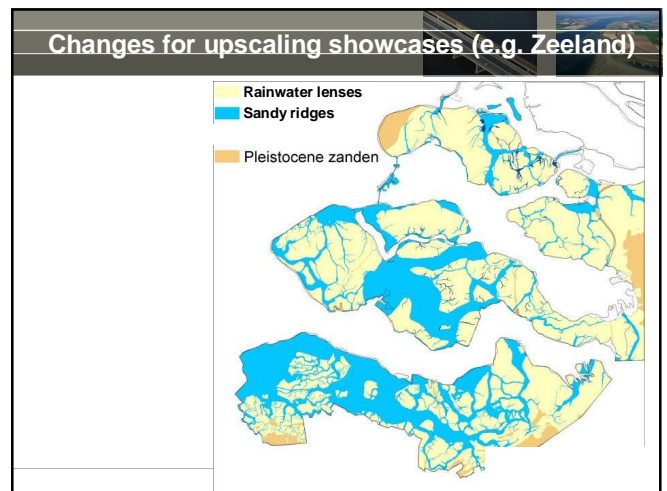 Changes for upscaling showcases (e.g. Zeeland)
Rainwater lenses
Sandy ridges
Pleistocene zanden